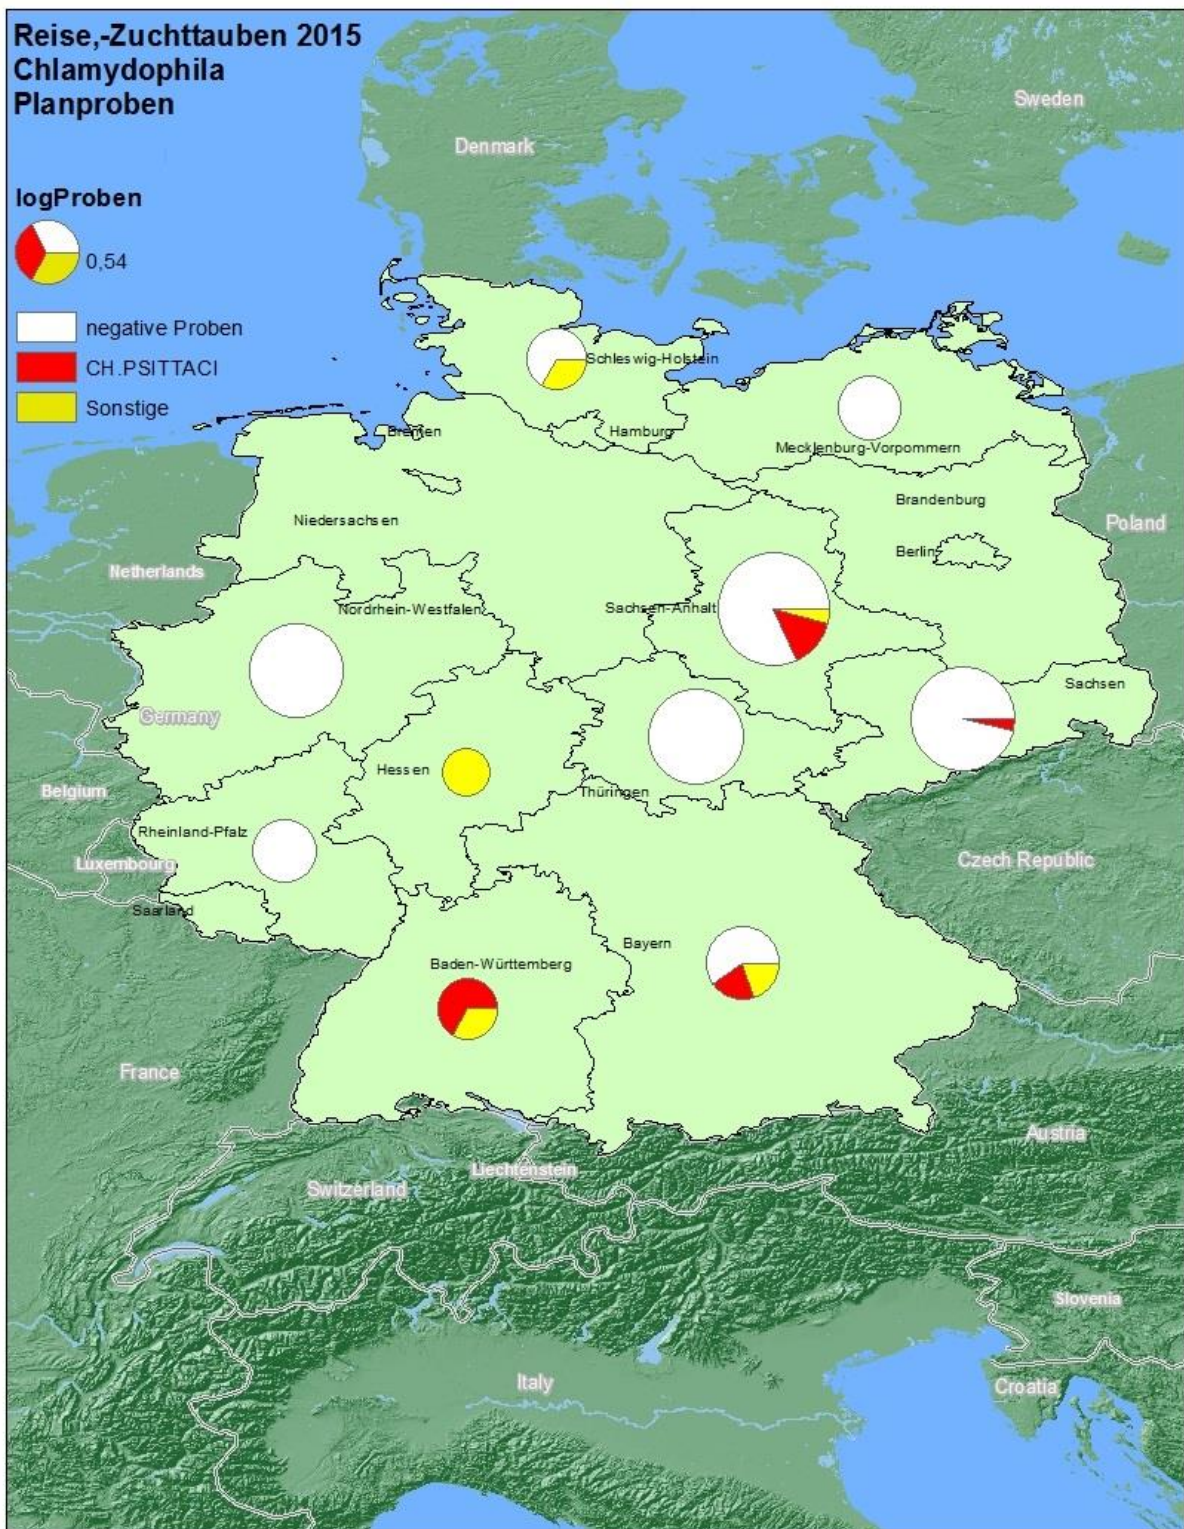 Reise,-Zuchttauben 2015
Chlamydophila
Planproben
Sweden
Denmark
logProben
0,54
negative Proben
CH.PSITTACI
Sonstige
Schleswig-Holstein
Bremen
Hamburg
Mecklenburg-Vorpommern
Brandenburg
Niedersachsen
Poland
Berlin
Netherlands
Nordrhein-Westfalen
Sachsen-Anhalt
Sachsen
Germany
Hessen
Thüringen
Belgium
Rheinland-Pfalz
Luxembourg
Czech Republic
Saarland
Bayern
Baden-Württemberg
France
Austria
Liechtenstein
Switzerland
Slovenia
Italy
Croatia